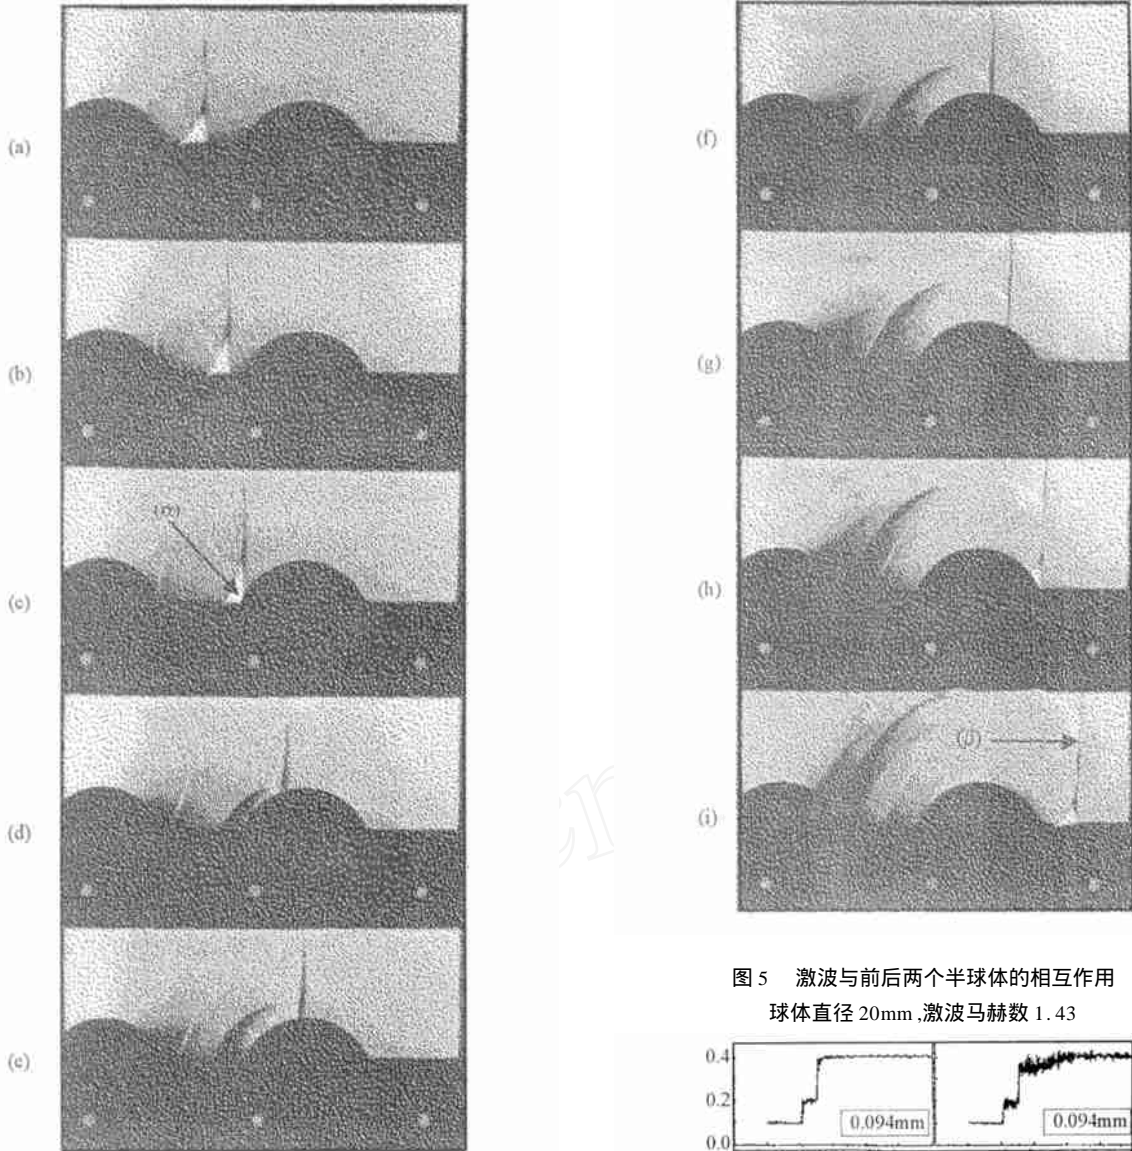 (a)
(b)
(α)
(c)
(d)
(e)
(f)
(g)
(h)
(β)
(i)
图 5 激波与前后两个半球体的相互作用
球体直径 20mm ,激波马赫数 1. 43
0.4
0.2
0.0
0.094mm
0.094mm